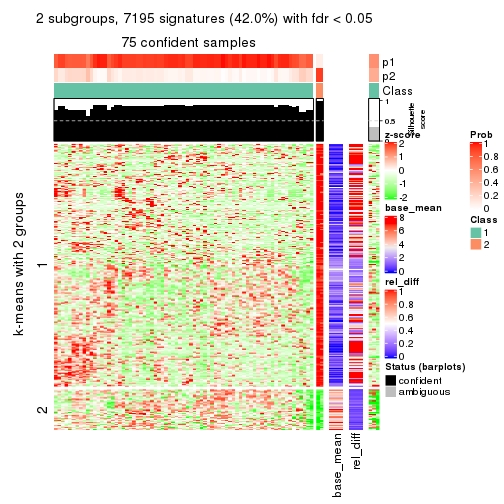 2 subgroups, 7195 signatures (42.0%) with fdr < 0.05
75 confident samples
p1
p2
Class
1
0.5
0
Silhouette
score
k-means with 2 groups
1
2
base_mean
rel_diff
z-score
2
1
0
-1
-2
base_mean
8
6
4
2
0
rel_diff
1
0.8
0.6
0.4
0.2
0
Status (barplots)
confident
ambiguous
Prob
1
0.8
0.6
0.4
0.2
0
Class
1
2